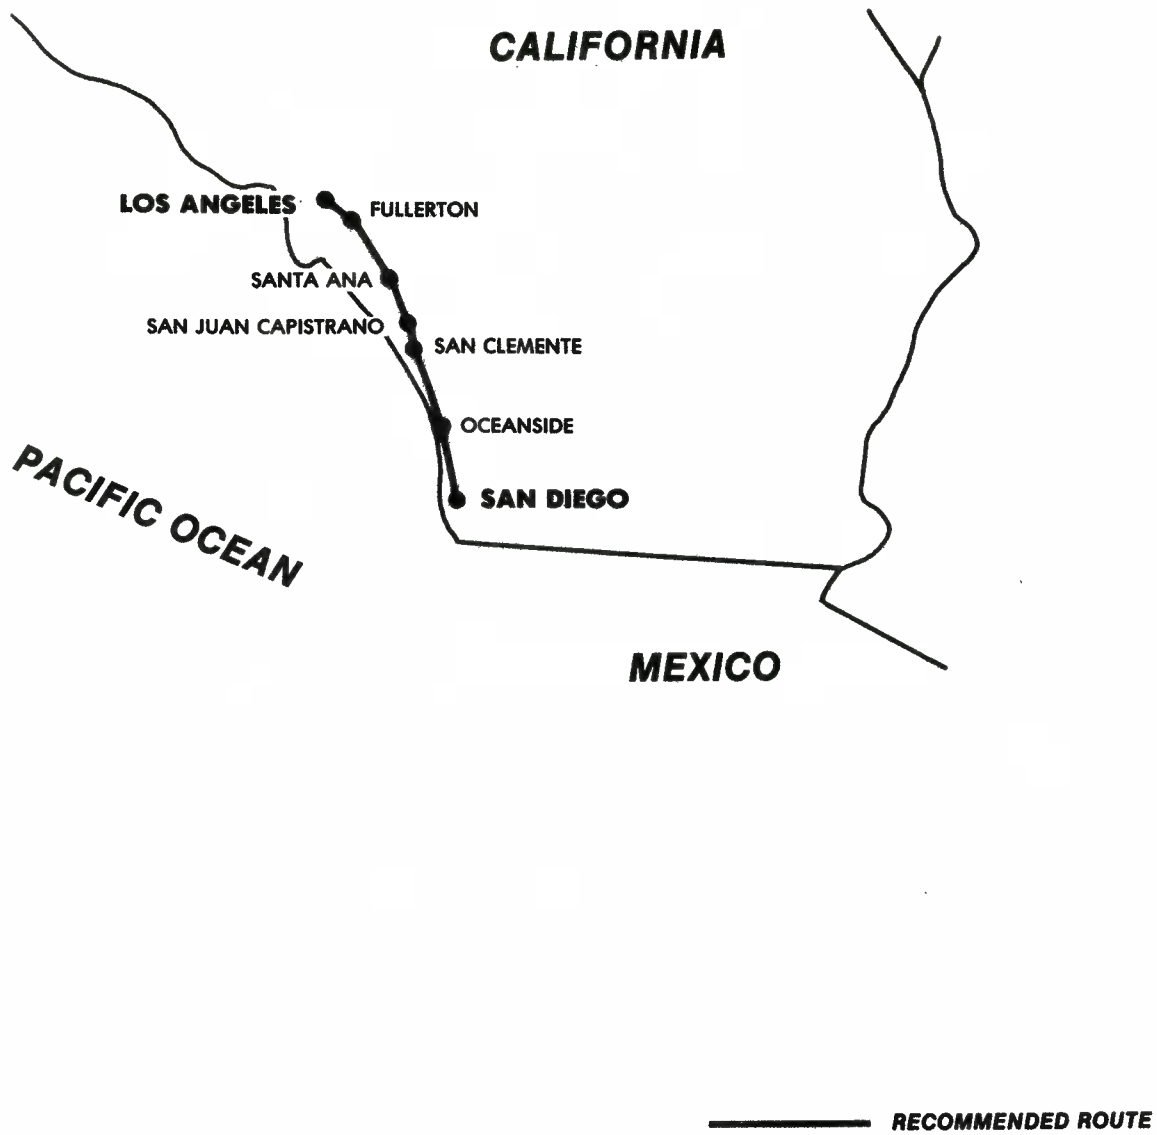 CALIFORNIA
LOS ANGELES
FULLERTON
SANTA ANA
SAN JUAN CAPISTRANO
SAN CLEMENTE
OCEANSIDE
PACIFIC OCEAN
SAN DIEGO
MEXICO
RECOMMENDED ROUTE